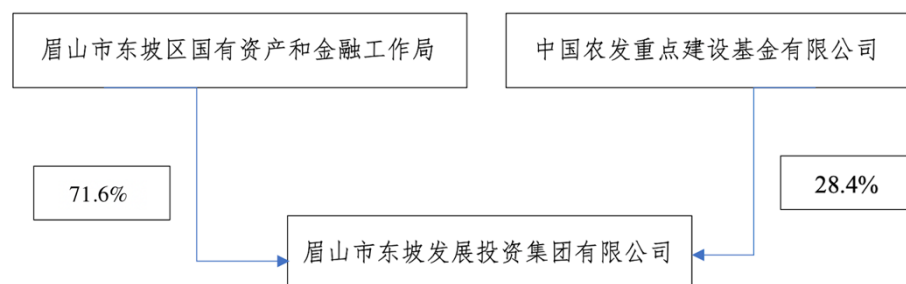 眉山市东坡区国有资产和金融工作局
中国农发重点建设基金有限公司
71.6%
28.4%
眉山市东坡发展投资集团有限公司